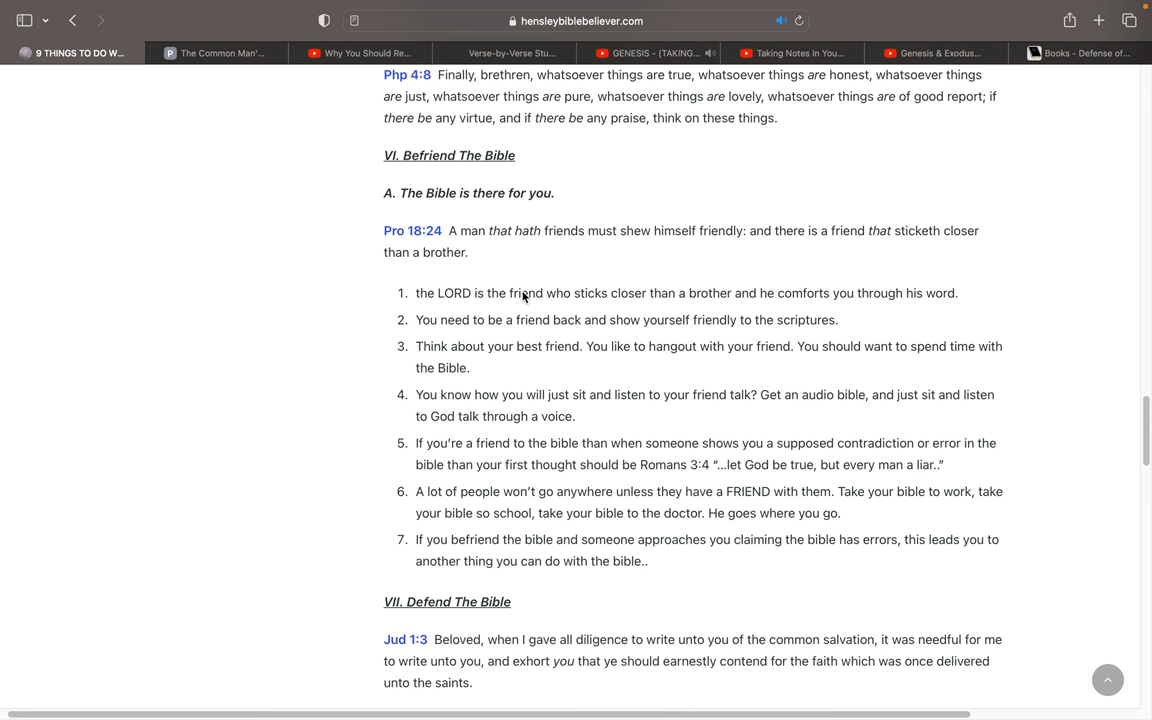 hensleybiblebeliever.com
9 THINGS TO DO W...
The Common Man'...
Why You Should Re...
Verse-by-Verse Stu...
GENESIS - (TAKING...
Taking Notes In You...
Genesis & Exodus...
Books - Defense of...
Php 4:8 Finally, brethren, whatsoever things are true, whatsoever things are honest, whatsoever things
are just, whatsoever things are pure, whatsoever things are lovely, whatsoever things are of good report; if
there be any virtue, and if there be any praise, think on these things.
VI. Befriend The Bible
A. The Bible is there for you.
Pro 18:24 A man that hath friends must shew himself friendly: and there is a friend that sticketh closer
than a brother.
1. the LORD is the friend who sticks closer than a brother and he comforts you through his word.
2. You need to be a friend back and show yourself friendly to the scriptures.
3. Think about your best friend. You like to hangout with your friend. You should want to spend time with
the Bible.
4. You know how you will just sit and listen to your friend talk? Get an audio bible, and just sit and listen
to God talk through a voice.
5. If you're a friend to the bible than when someone shows you a supposed contradiction or error in the
bible than your first thought should be Romans 3:4 “...let God be true, but every man a liar..”
6. A lot of people won't go anywhere unless they have a FRIEND with them. Take your bible to work, take
your bible so school, take your bible to the doctor. He goes where you go.
7. If you befriend the bible and someone approaches you claiming the bible has errors, this leads you to
another thing you can do with the bible..
VII. Defend The Bible
Jud 1:3 Beloved, when I gave all diligence to write unto you of the common salvation, it was needful for me
to write unto you, and exhort you that ye should earnestly contend for the faith which was once delivered
unto the saints.